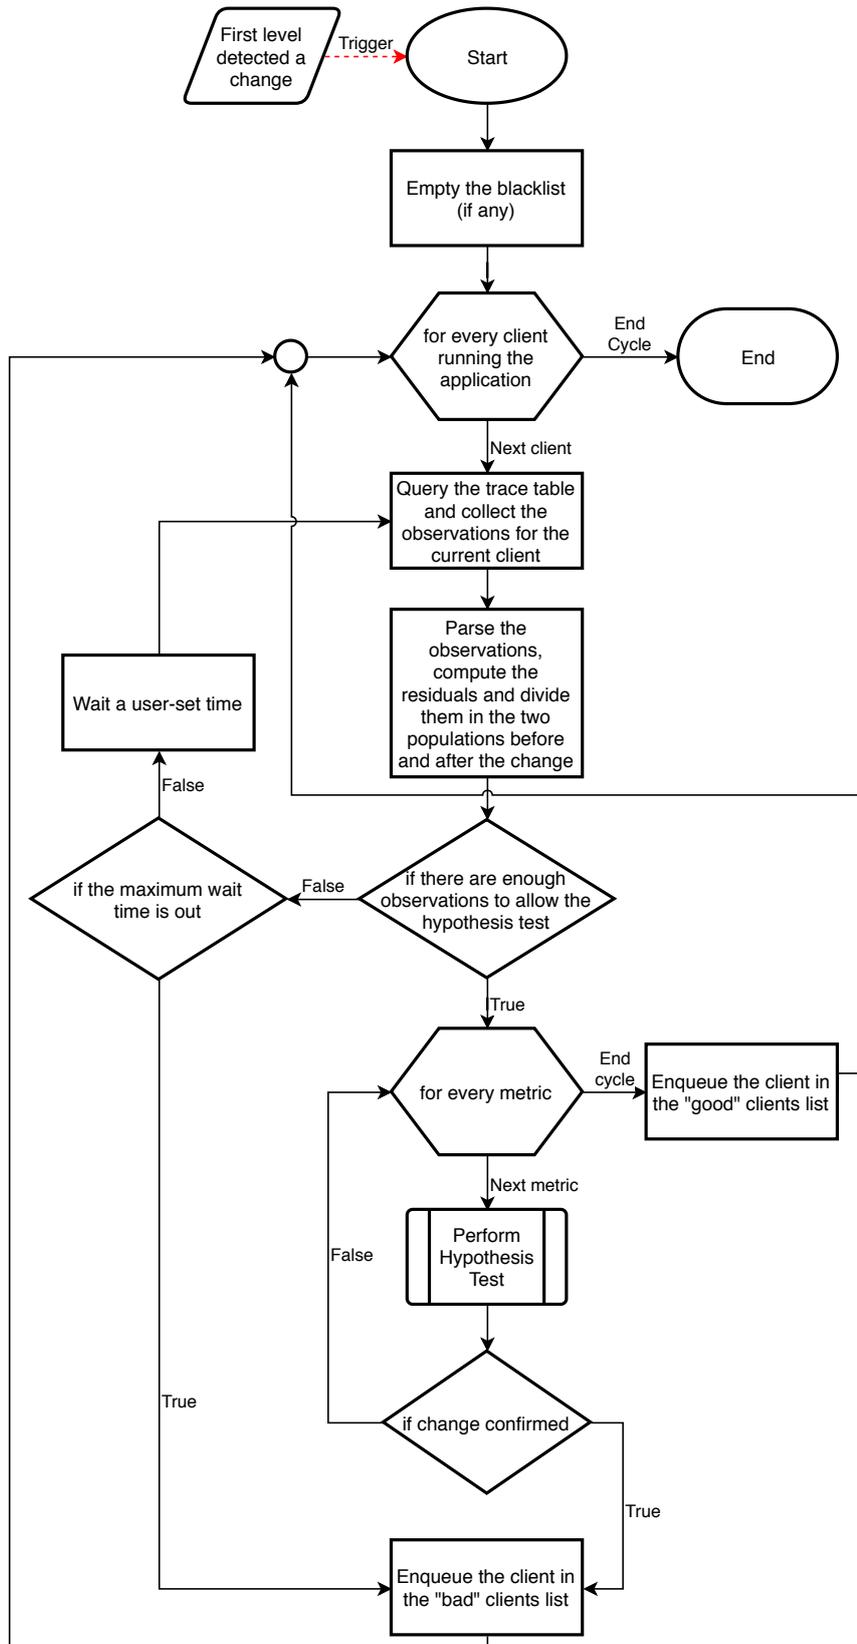 First level
detected a
change
Trigger
Start
Empty the blacklist
(if any)
for every client
running the
application
End
Cycle
End
Next client
Query the trace table
and collect the
observations for the
current client
Parse the
observations,
compute the
residuals and divide
them in the two
populations before
and after the change
Wait a user-set time
False
if the maximum wait
time is out
False
if there are enough
observations to allow the
hypothesis test
True
for every metric
End
cycle
Enqueue the client in
the "good" clients list
Next metric
Perform
Hypothesis
Test
False
if change confirmed
True
True
Enqueue the client in
the "bad" clients list